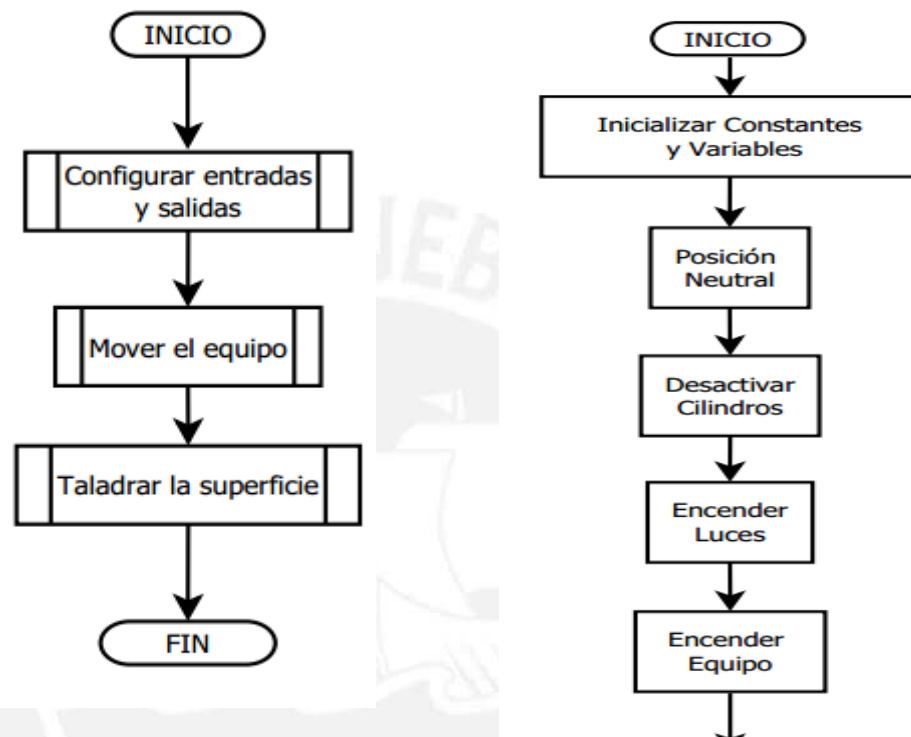 INICIO
Configurar entradas
y salidas
Mover el equipo
Taladrar la superficie
FIN
INICIO
Inicializar Constantes
y Variables
Posición
Neutral
Desactivar
Cilindros
Encender
Luces
Encender
Equipo